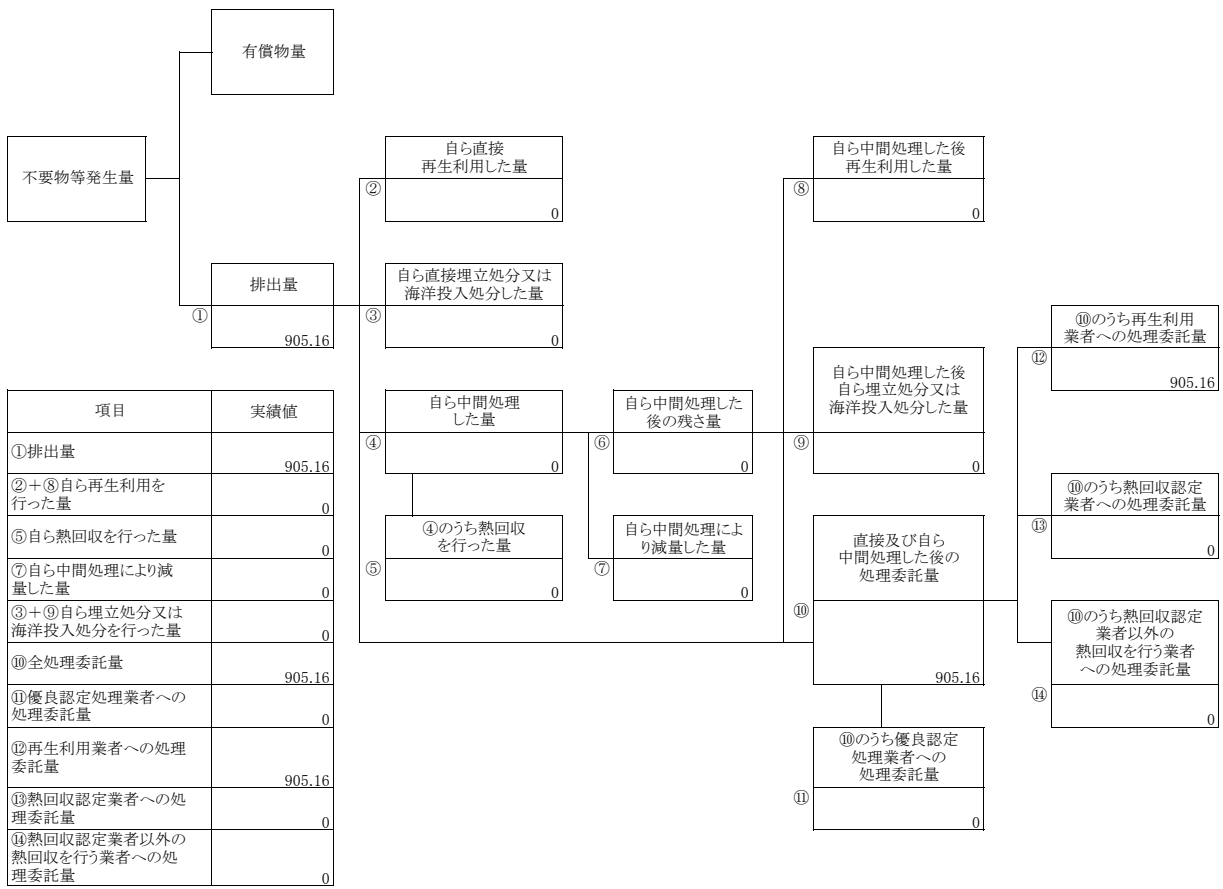 有償物量
不要物等発生量
自ら直接
再生利用した量
②
0
自ら中間処理した後
再生利用した量
⑧
0
排出量
①
905.16
自ら直接埋立処分又は
海洋投入処分した量
③
0
⑩のうち再生利用
業者への処理委託量
⑫
905.16
自ら中間処理
した量
④
0
自ら中間処理した
後の残さ量
⑥
0
自ら中間処理した後
自ら埋立処分又は
海洋投入処分した量
⑨
0
⑩のうち熱回収認定
業者への処理委託量
⑬
0
④のうち熱回収
を行った量
⑤
0
自ら中間処理によ
り減量した量
⑦
0
直接及び自ら
中間処理した後の
処理委託量
⑩
905.16
⑩のうち熱回収認定
業者以外の
熱回収を行う業者
への処理委託量
⑭
0
⑩のうち優良認定
処理業者への
処理委託量
⑪
0
項目 実績値
①排出量
905.16
②＋⑧自ら再生利用を
行った量
0
⑤自ら熱回収を行った量
0
⑦自ら中間処理により減
量した量
0
③＋⑨自ら埋立処分又は
海洋投入処分を行った量
0
⑩全処理委託量
905.16
⑪優良認定処理業者への
処理委託量
0
⑫再生利用業者への処理
委託量
905.16
⑬熱回収認定業者への処
理委託量
0
⑭熱回収認定業者以外の
熱回収を行う業者への処
理委託量
0